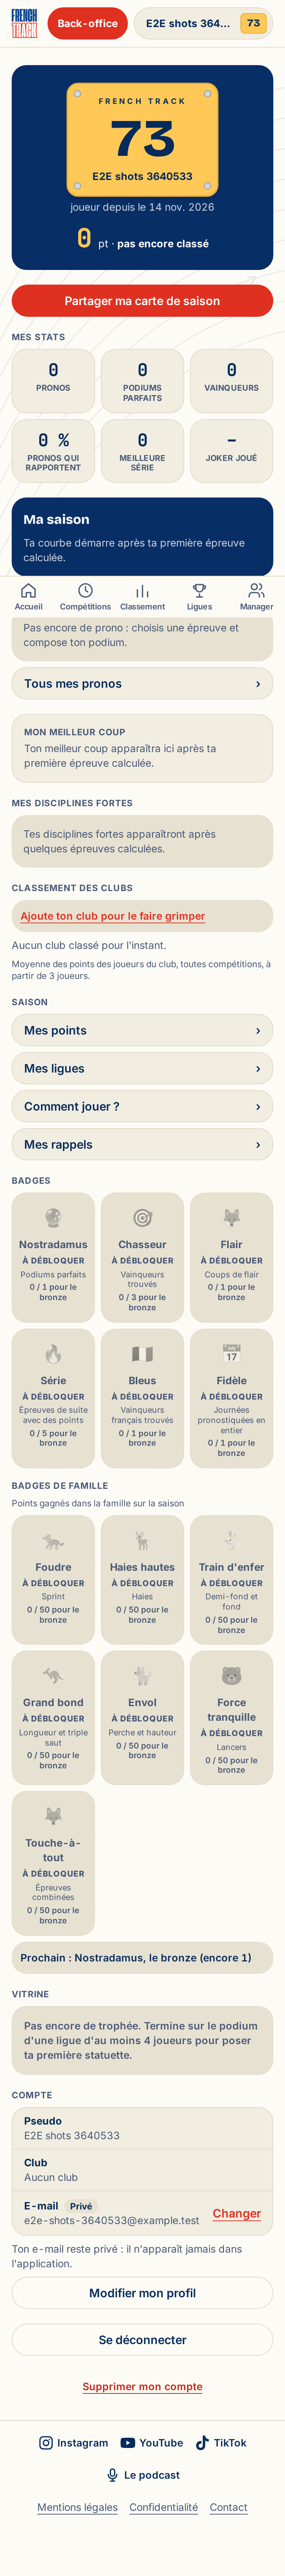 FRENCH
TRACK
Back-office
E2E shots 364... 73
FRENCH TRACK
73
E2E shots 3640533
joueur depuis le 14 nov. 2026
0 pt · pas encore classé
Partager ma carte de saison
MES STATS
0
PRONOS
0
PODIUMS
PARFAITS
0
VAINQUEURS
0 %
PRONOS QUI
RAPPORTENT
0
MEILLEURE
SÉRIE
–
JOKER JOUÉ
Ma saison
Ta courbe démarre après ta première épreuve
calculée.
Accueil
Compétitions
Classement
Ligues
Manager
Pas encore de prono : choisis une épreuve et
compose ton podium.
Tous mes pronos ›
MON MEILLEUR COUP
Ton meilleur coup apparaîtra ici après ta
première épreuve calculée.
MES DISCIPLINES FORTES
Tes disciplines fortes apparaîtront après
quelques épreuves calculées.
CLASSEMENT DES CLUBS
Ajoute ton club pour le faire grimper
Aucun club classé pour l'instant.
Moyenne des points des joueurs du club, toutes compétitions, à
partir de 3 joueurs.
SAISON
Mes points ›
Mes ligues ›
Comment jouer ? ›
Mes rappels ›
BADGES
Nostradamus
À DÉBLOQUER
Podiums parfaits
0 / 1 pour le
bronze
Chasseur
À DÉBLOQUER
Vainqueurs
trouvés
0 / 3 pour le
bronze
Flair
À DÉBLOQUER
Coups de flair
0 / 1 pour le
bronze
Série
À DÉBLOQUER
Épreuves de suite
avec des points
0 / 5 pour le
bronze
Bleus
À DÉBLOQUER
Vainqueurs
français trouvés
0 / 1 pour le
bronze
Fidèle
À DÉBLOQUER
Journées
pronostiquées en
entier
0 / 1 pour le
bronze
BADGES DE FAMILLE
Points gagnés dans la famille sur la saison
Foudre
À DÉBLOQUER
Sprint
0 / 50 pour le
bronze
Haies hautes
À DÉBLOQUER
Haies
0 / 50 pour le
bronze
Train d'enfer
À DÉBLOQUER
Demi-fond et
fond
0 / 50 pour le
bronze
Grand bond
À DÉBLOQUER
Longueur et triple
saut
0 / 50 pour le
bronze
Envol
À DÉBLOQUER
Perche et hauteur
0 / 50 pour le
bronze
Force
tranquille
À DÉBLOQUER
Lancers
0 / 50 pour le
bronze
Touche-à-
tout
À DÉBLOQUER
Épreuves
combinées
0 / 50 pour le
bronze
Prochain : Nostradamus, le bronze (encore 1)
VITRINE
Pas encore de trophée. Termine sur le podium
d'une ligue d'au moins 4 joueurs pour poser
ta première statuette.
COMPTE
Pseudo
E2E shots 3640533
Club
Aucun club
E-mail Privé
e2e-shots-3640533@example.test
Changer
Ton e-mail reste privé : il n'apparaît jamais dans
l'application.
Modifier mon profil
Se déconnecter
Supprimer mon compte
Instagram
YouTube
TikTok
Le podcast
Mentions légales
Confidentialité
Contact